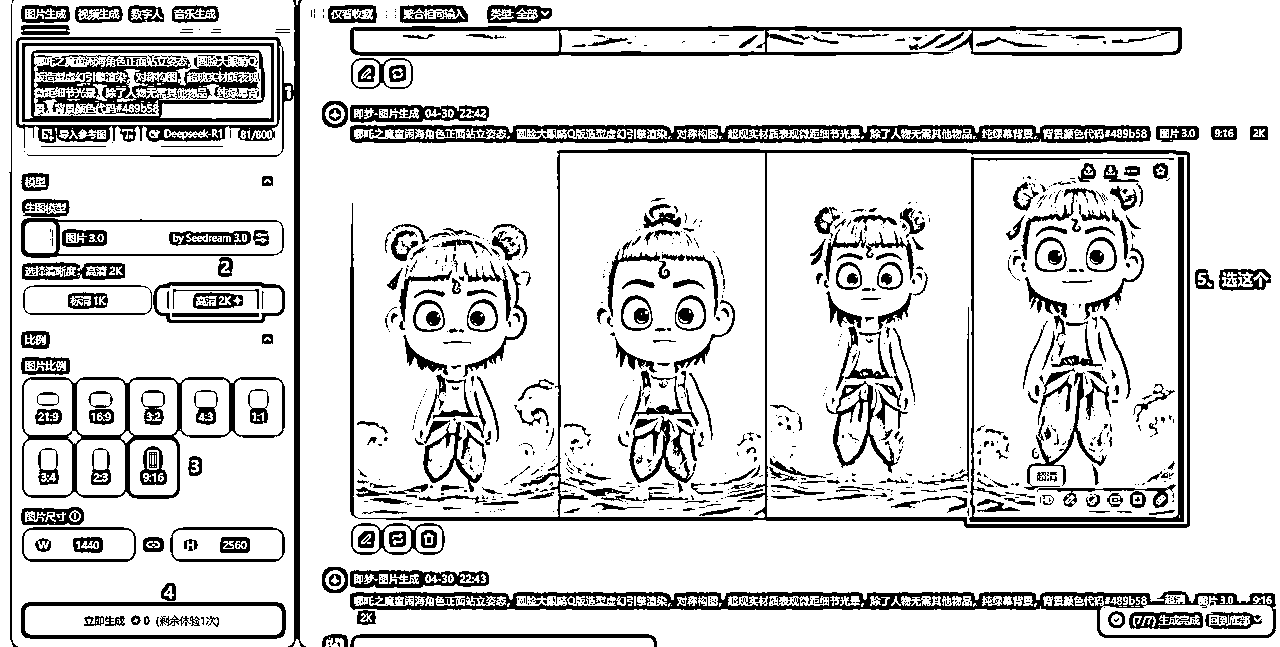 图片生成 视频生成 数字人 音乐生成
哪吒之魔童闹海角色正面站立姿态，圆脸大眼睛Q
版造型虚幻引擎渲染，对称构图，超现实材质表现
微距细节光景，除了人物无需其他物品，纯绿幕背
景，背景颜色代码#489b58
1
导入参考图 Deepseek-R1 81/800
模型
生图模型
图片 3.0 by Seedream 3.0
2
选择清晰度：高清 2K
标清 1K 高清 2K
比例
图片比例
21:9 16:9 3:2 4:3 1:1
3:4 2:3 9:16 3
图片尺寸
W 1440 H 2560
4
立即生成 0 (剩余体验1次)
仅看收藏 聚合相同输入 类型·全部
即梦-图片生成 04-30 22:42
哪吒之魔童闹海角色正面站立姿态，圆脸大眼睛Q版造型虚幻引擎渲染，对称构图，超现实材质表现微距细节光景，除了人物无需其他物品，纯绿幕背景，背景颜色代码#489b58 图片 3.0 9:16 2K
5、选这个
超清
即梦-图片生成 04-30 22:43
哪吒之魔童闹海角色正面站立姿态，圆脸大眼睛Q版造型虚幻引擎渲染，对称构图，超现实材质表现微距细节光景，除了人物无需其他物品，纯绿幕背景，背景颜色代码#489b58 超清 图片 3.0 9:16
2K
(7/7) 生成完成 回到底部